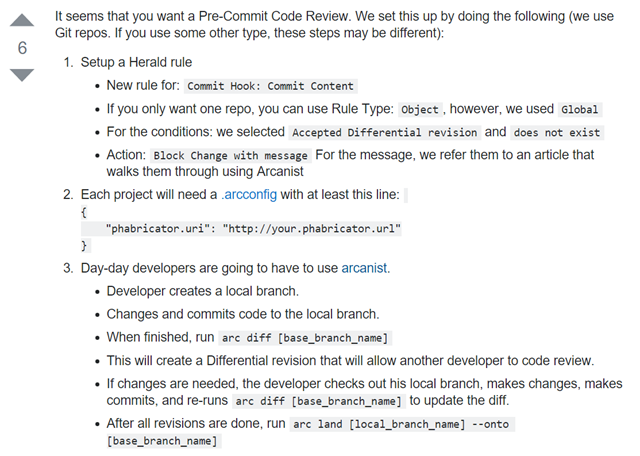 It seems that you want a Pre-Commit Code Review. We set this up by doing the following (we use
Git repos. If you use some other type, these steps may be different):
6
1. Setup a Herald rule
• New rule for: Commit Hook: Commit Content
• If you only want one repo, you can use Rule Type: Object , however, we used Global
• For the conditions: we selected Accepted Differential revision and does not exist
• Action: Block Change with message For the message, we refer them to an article that
walks them through using Arcanist
2. Each project will need a .arcconfig with at least this line:
{
"phabricator.uri": "http://your.phabricator.url"
}
3. Day-day developers are going to have to use arcanist.
• Developer creates a local branch.
• Changes and commits code to the local branch.
• When finished, run arc diff [base_branch_name]
• This will create a Differential revision that will allow another developer to code review.
• If changes are needed, the developer checks out his local branch, makes changes, makes
commits, and re-runs arc diff [base_branch_name] to update the diff.
• After all revisions are done, run arc land [local_branch_name] --onto
[base_branch_name]